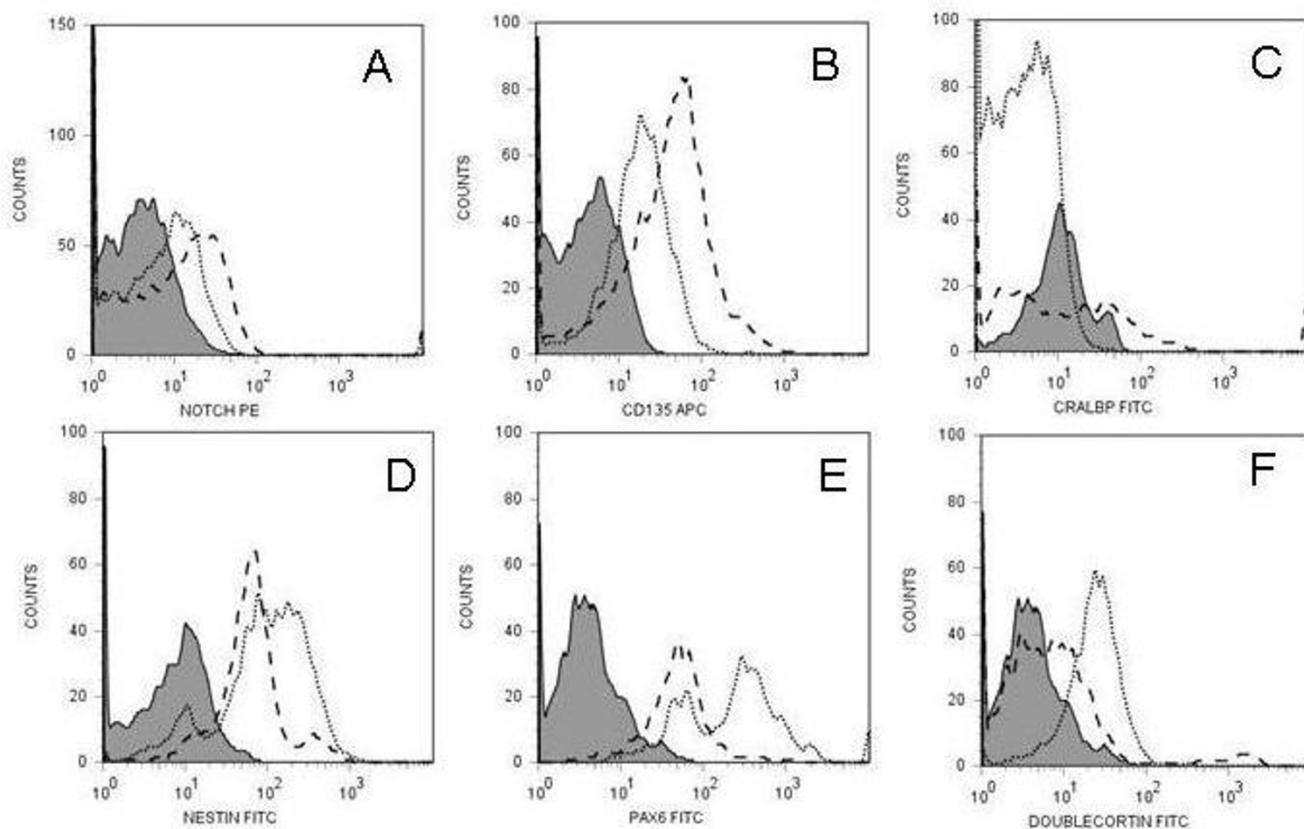 A
150
100
50
0
COUNTS
10^0 10^1 10^2 10^3
NOTCH PE
B
100
80
60
40
20
0
COUNTS
10^0 10^1 10^2 10^3
CD135 APC
C
100
80
60
40
20
0
COUNTS
10^0 10^1 10^2 10^3
CRALBP FITC
D
100
80
60
40
20
0
COUNTS
10^0 10^1 10^2 10^3
NESTIN FITC
E
100
80
60
40
20
0
COUNTS
10^0 10^1 10^2 10^3
PAX6 FITC
F
100
80
60
40
20
0
COUNTS
10^0 10^1 10^2 10^3
DOUBLECORTIN FITC